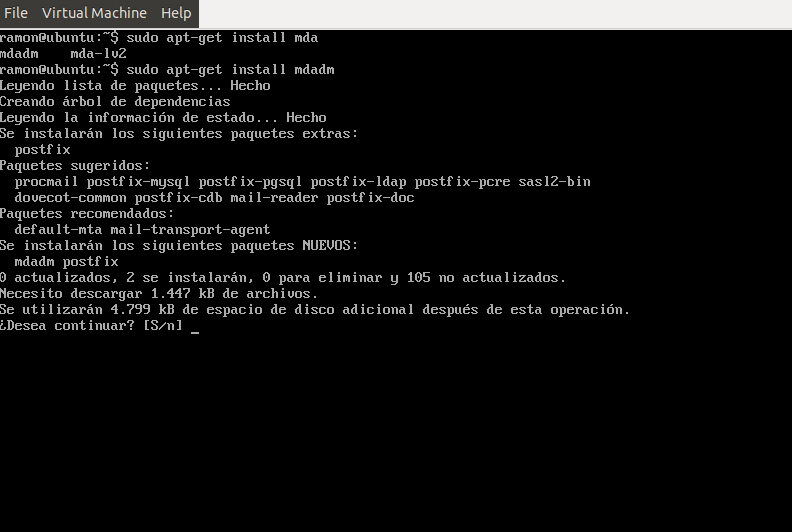 File Virtual Machine Help
ramon@ubuntu:~$ sudo apt-get install mda
mdadm    mda-lv2
ramon@ubuntu:~$ sudo apt-get install mdadm
Leyendo lista de paquetes... Hecho
Creando árbol de dependencias
Leyendo la información de estado... Hecho
Se instalarán los siguientes paquetes extras:
  postfix
Paquetes sugeridos:
  procmail postfix-mysql postfix-pgsql postfix-ldap postfix-pcre sasl2-bin
  dovecot-common postfix-cdb mail-reader postfix-doc
Paquetes recomendados:
  default-mta mail-transport-agent
Se instalarán los siguientes paquetes NUEVOS:
  mdadm postfix
0 actualizados, 2 se instalarán, 0 para eliminar y 105 no actualizados.
Necesito descargar 1.447 kB de archivos.
Se utilizarán 4.799 kB de espacio de disco adicional después de esta operación.
¿Desea continuar? [S/n] _